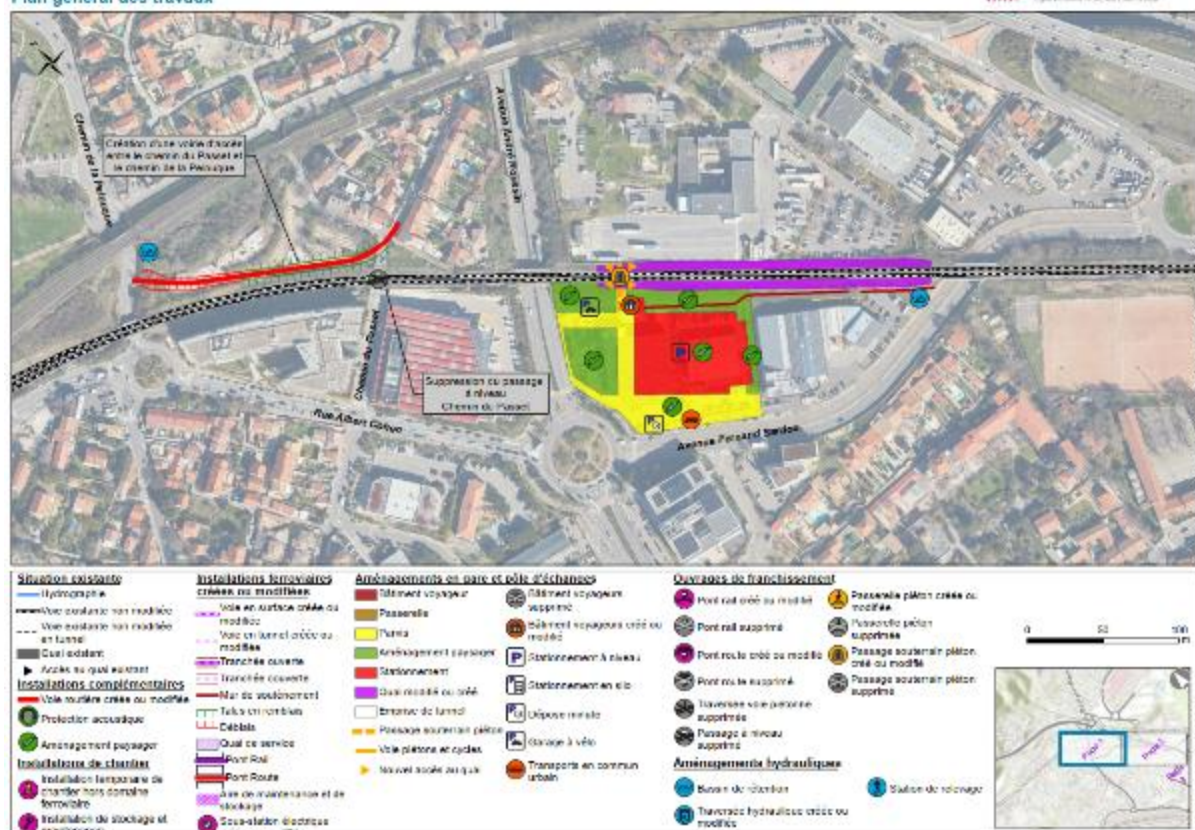 Plan général des travaux
Chemin de la Peiruque
Création d'une voirie d'accès
entre le chemin du Passet et
le chemin de la Peiruque
Chemin du Passet
Suppression du passage
à niveau
Chemin du Passet
Rue Albert Cohen
Avenue Fernand Sardou
Situation existante
Hydrographie
Voie existante non modifiée
Voie existante non modifiée
en tunnel
Quai existant
Accès au quai existant
Installations complémentaires
Voie routière créée ou modifiée
Protection acoustique
Aménagement paysager
Installations de chantier
Installation temporaire de
chantier hors domaine
ferroviaire
Installation de stockage et
Installations ferroviaires
créées ou modifiées
Voie en surface créée ou
modifiée
Voie en tunnel créée ou
modifiée
Tranchée ouverte
Tranchée couverte
Mur de soutènement
Talus en remblais
Déblais
Quai de service
Pont Rail
Pont Route
Aire de maintenance et de
stockage
Sous-station électrique
Aménagements en gare et pôle d'échanges
Bâtiment voyageur
Passerelle
Parvis
Aménagement paysager
Stationnement
Quai modifié ou créé
Emprise de tunnel
Passage souterrain piéton
Voie piétons et cycles
Nouvel accès au quai
Bâtiment voyageurs
supprimé
Bâtiment voyageurs créé ou
modifié
P Stationnement à niveau
Stationnement en silo
Dépose minute
Garage à vélo
Transports en commun
urbain
Ouvrages de franchissement
Pont rail créé ou modifié
Pont rail supprimé
Pont route créé ou modifié
Pont route supprimé
Traversée voie piétonne
supprimée
Passage à niveau
supprimé
Passerelle piéton créée ou
modifiée
Passerelle piéton
supprimée
Passage souterrain piéton
créé ou modifié
Passage souterrain piéton
supprimé
Aménagements hydrauliques
Bassin de rétention
Traversée hydraulique créée ou
modifiée
Station de relevage
0 50 100
m